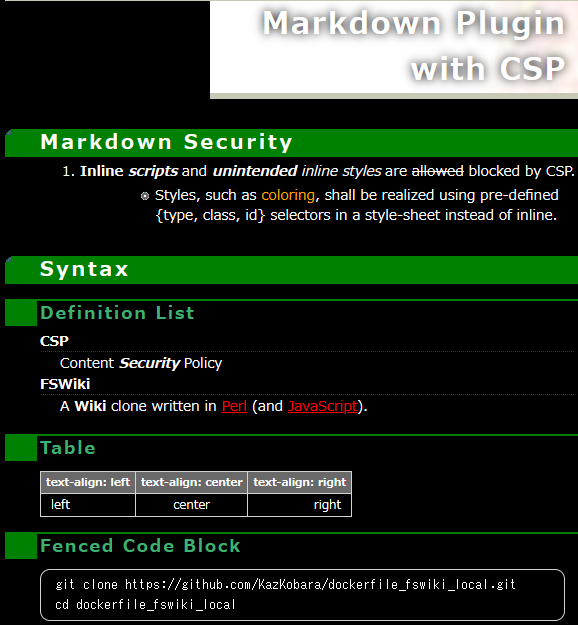 Markdown Plugin
with CSP
Markdown Security
1. Inline scripts and unintended inline styles are allowed blocked by CSP.
Styles, such as coloring, shall be realized using pre-defined
{type, class, id} selectors in a style-sheet instead of inline.
Syntax
Definition List
CSP
Content Security Policy
FSWiki
A Wiki clone written in Perl (and JavaScript).
Table
text-align: left text-align: center text-align: right
left center right
Fenced Code Block
git clone https://github.com/KazKobara/dockerfile_fswiki_local.git
cd dockerfile_fswiki_local